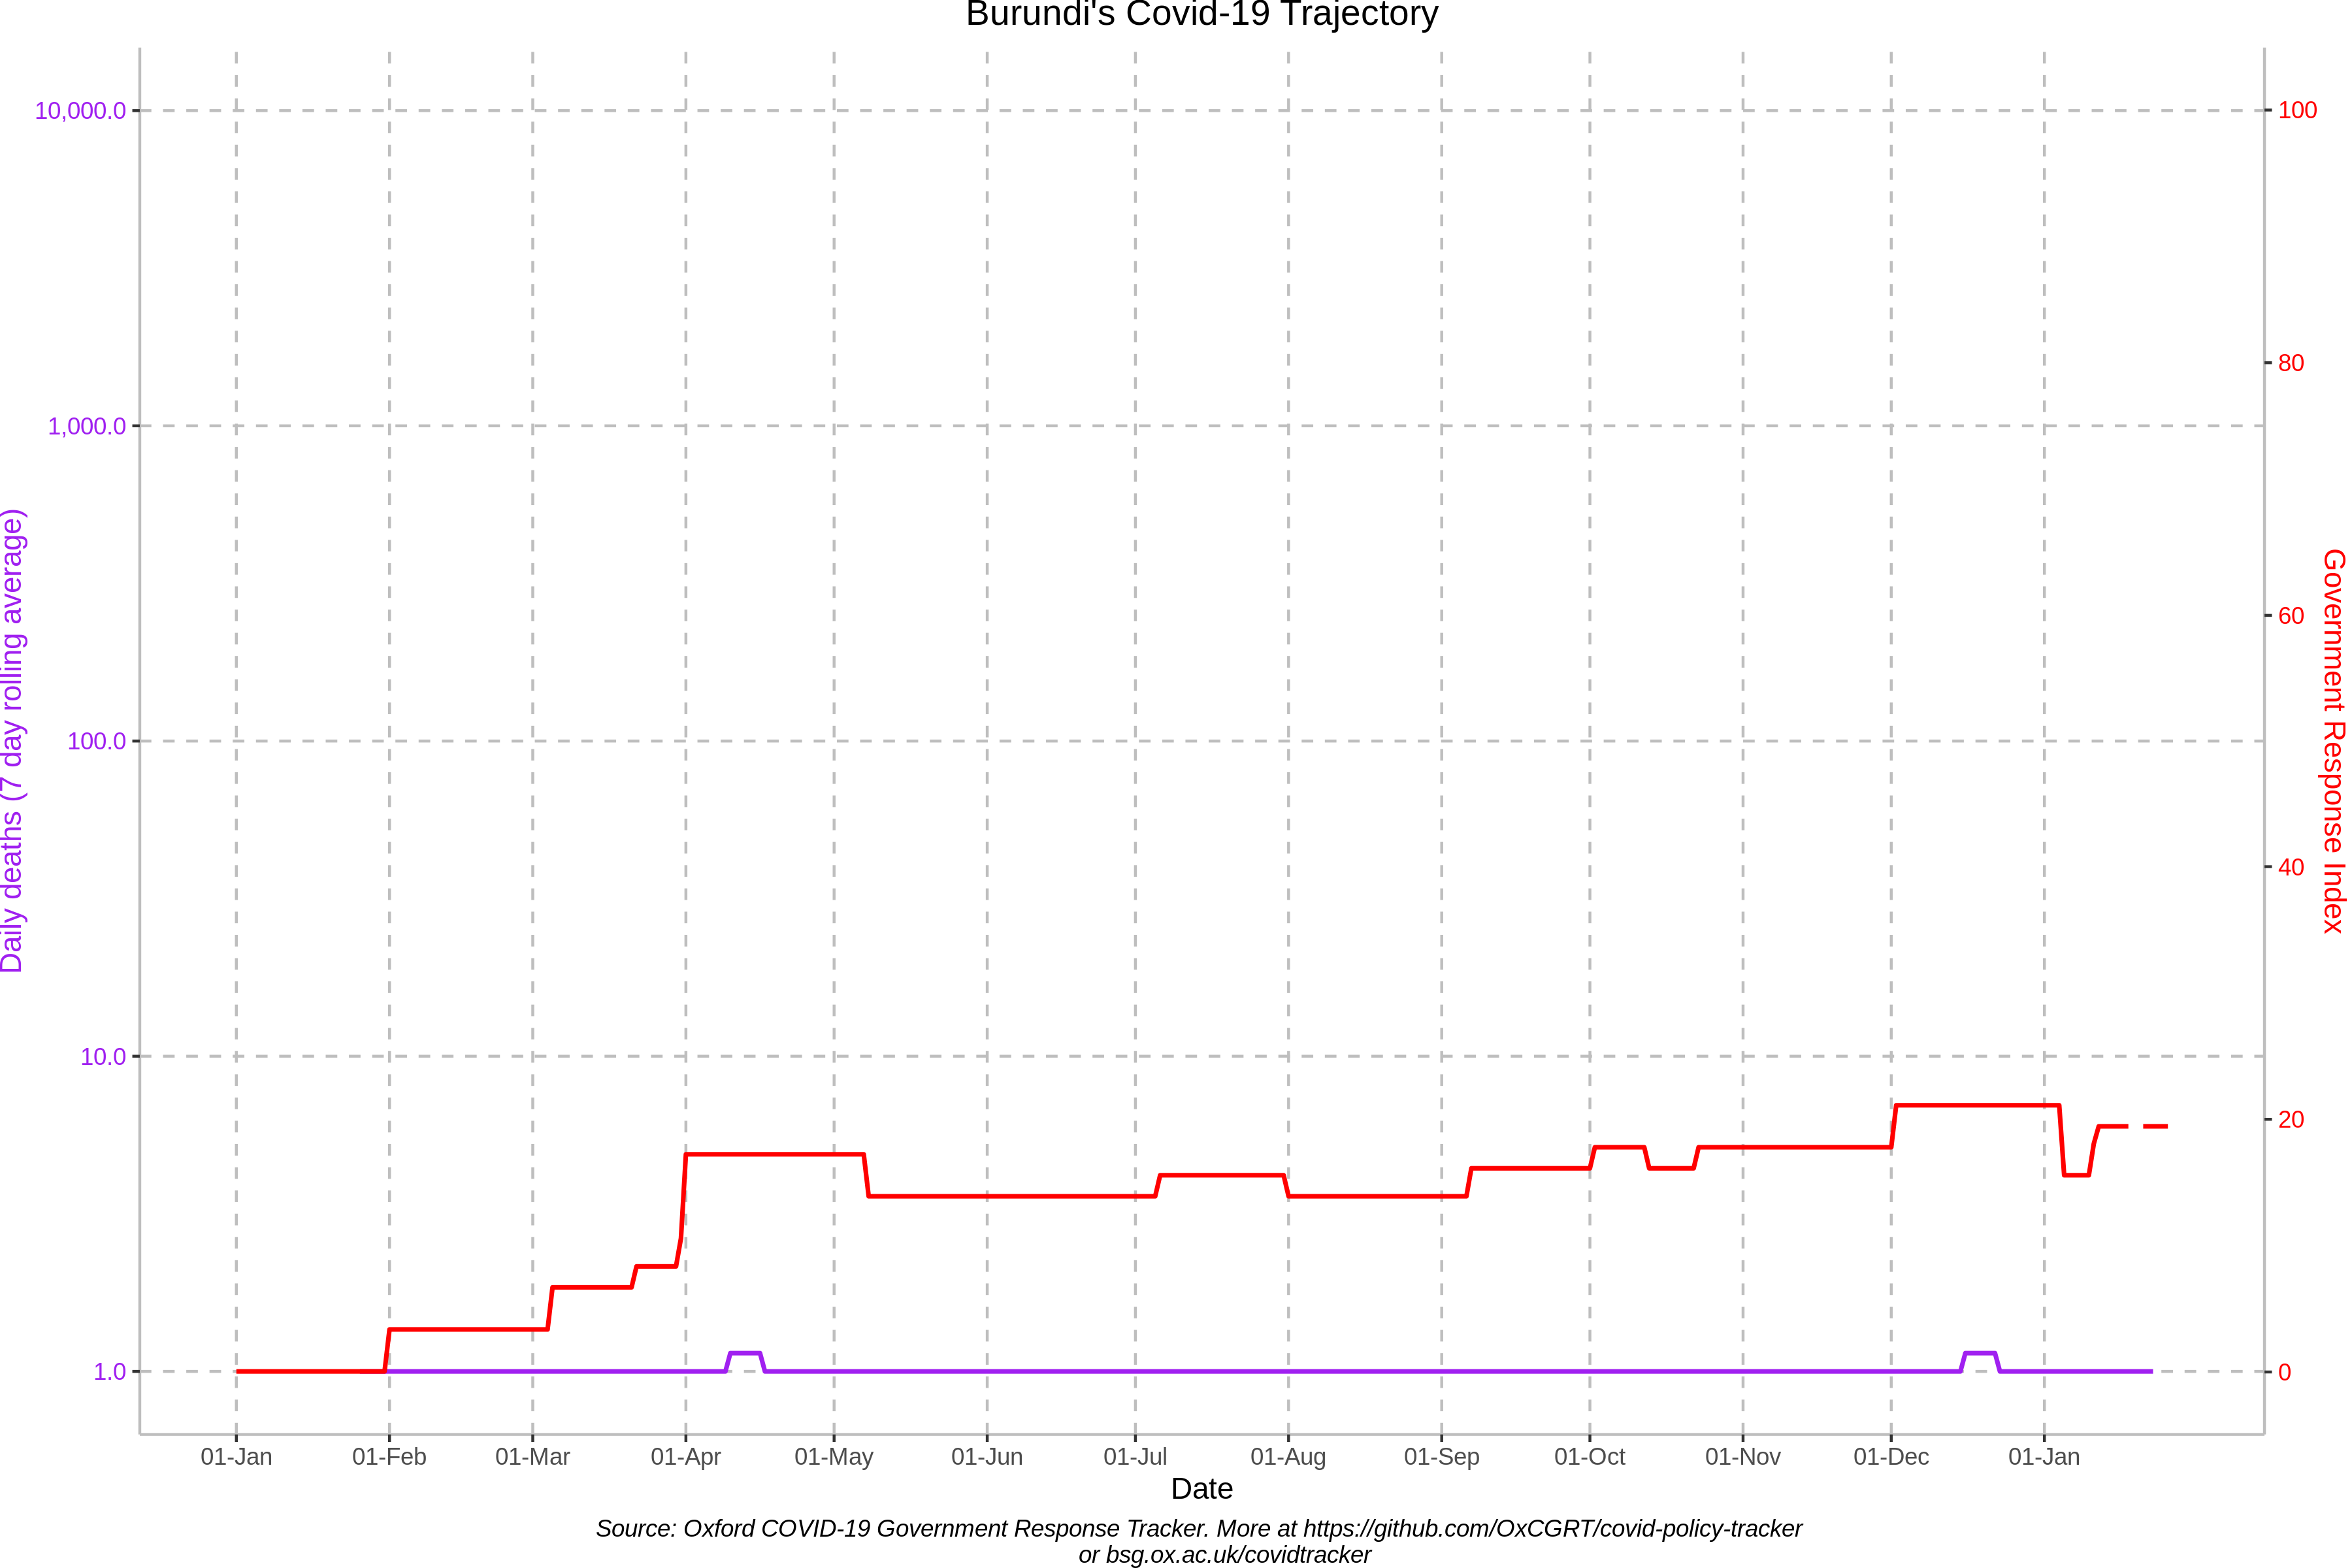 Burundi's Covid-19 Trajectory
Daily deaths (7 day rolling average)
10,000.0
1,000.0
100.0
10.0
1.0
100
80
60
40
20
0
Government Response Index
01-Jan 01-Feb 01-Mar 01-Apr 01-May 01-Jun 01-Jul 01-Aug 01-Sep 01-Oct 01-Nov 01-Dec 01-Jan
Date
Source: Oxford COVID-19 Government Response Tracker. More at https://github.com/OxCGRT/covid-policy-tracker
or bsg.ox.ac.uk/covidtracker